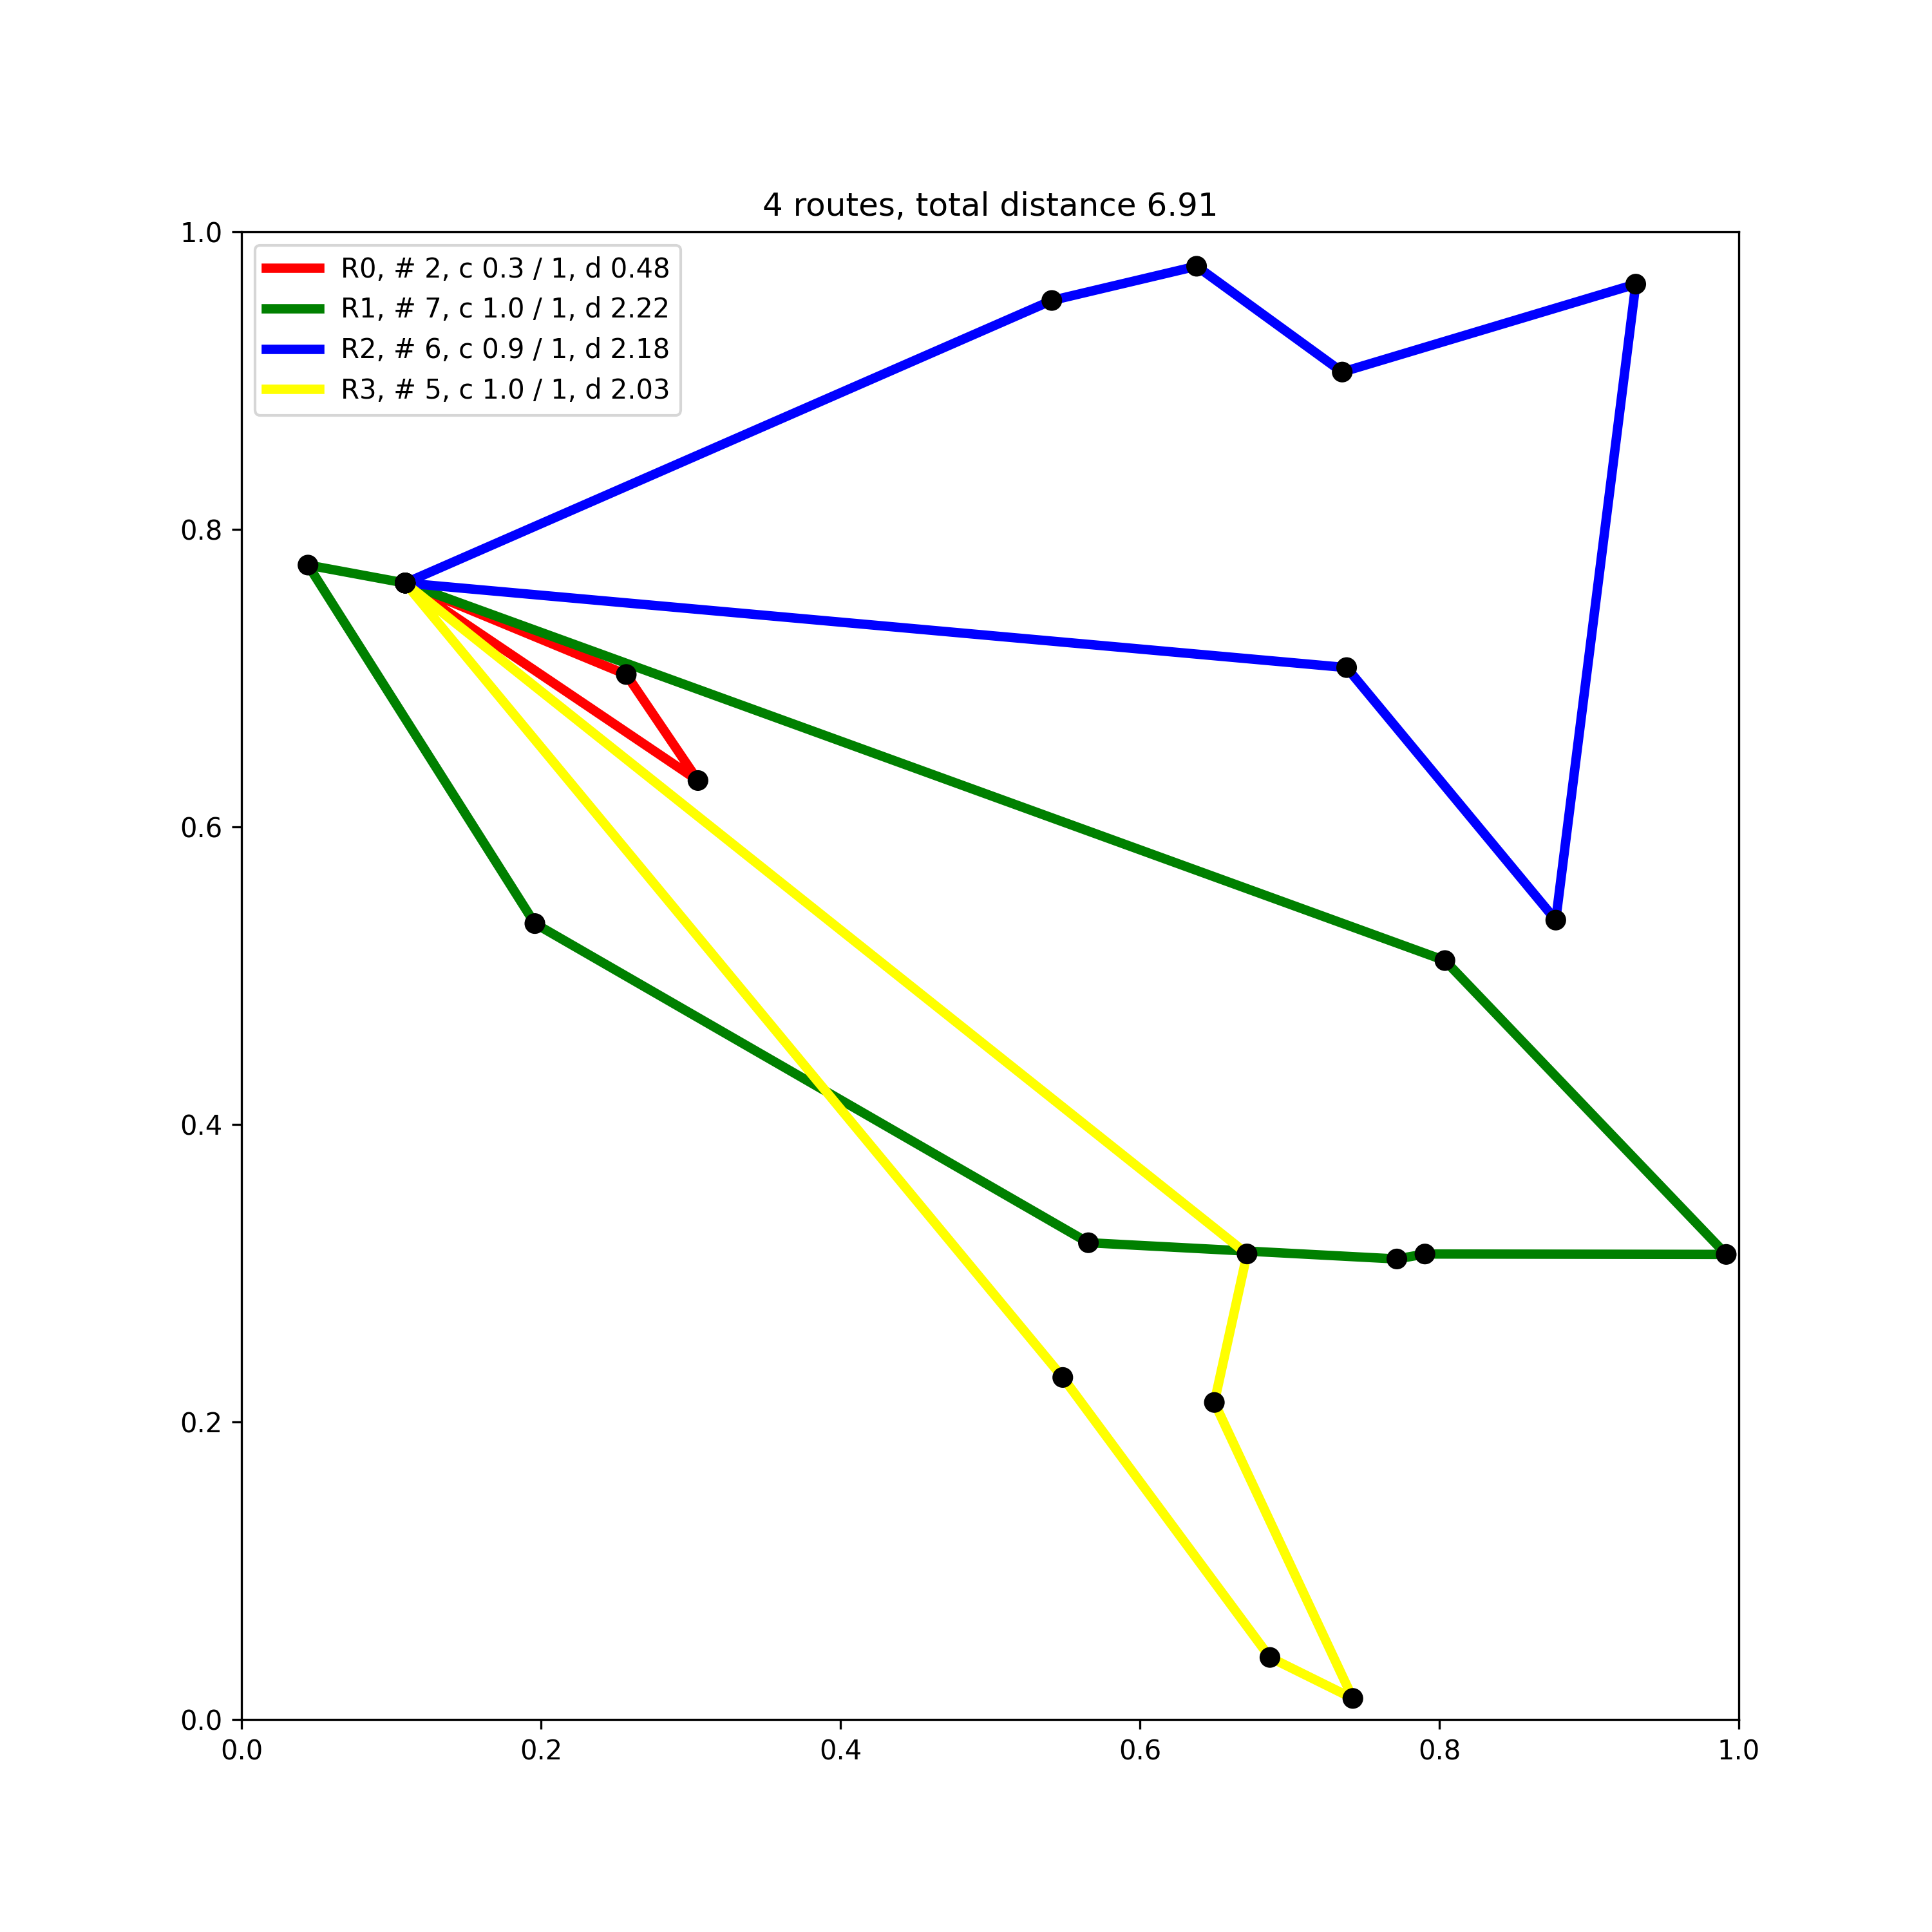 4 routes, total distance 6.91
1.0
R0, # 2, c 0.3 / 1, d 0.48
R1, # 7, c 1.0 / 1, d 2.22
R2, # 6, c 0.9 / 1, d 2.18
R3, # 5, c 1.0 / 1, d 2.03
0.8
0.6
0.4
0.2
0.0
0.0 0.2 0.4 0.6 0.8 1.0